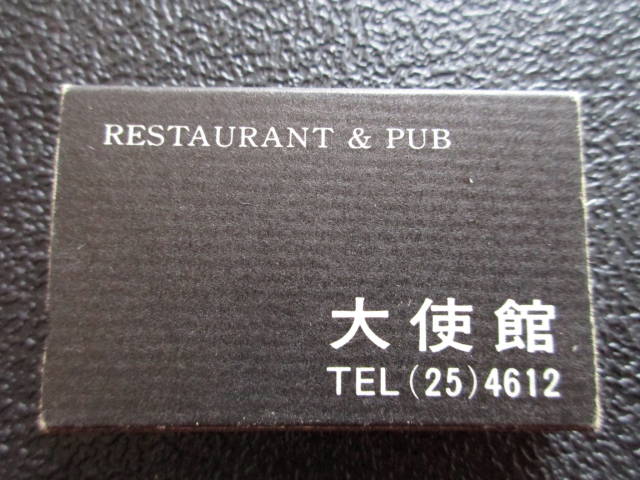 RESTAURANT & PUB
大使館
TEL(25)4612